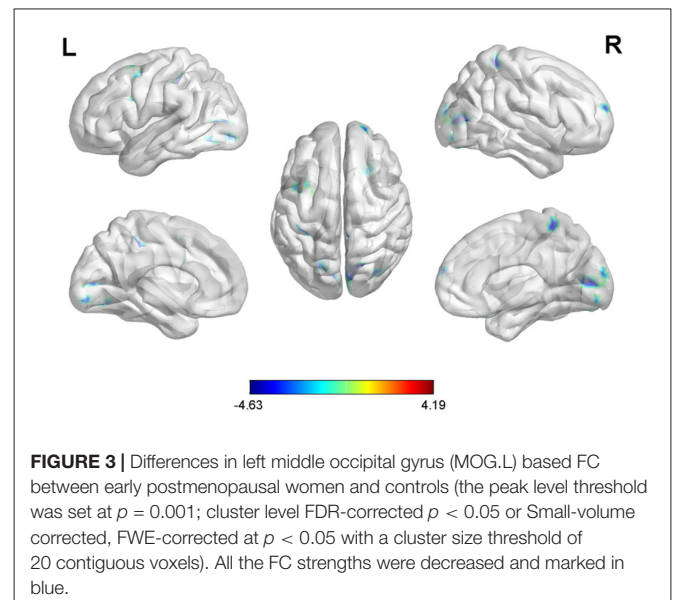 L
R
-4.63
4.19
FIGURE 3 | Differences in left middle occipital gyrus (MOG.L) based FC
between early postmenopausal women and controls (the peak level threshold
was set at p = 0.001; cluster level FDR-corrected p < 0.05 or Small-volume
corrected, FWE-corrected at p < 0.05 with a cluster size threshold of
20 contiguous voxels). All the FC strengths were decreased and marked in
blue.